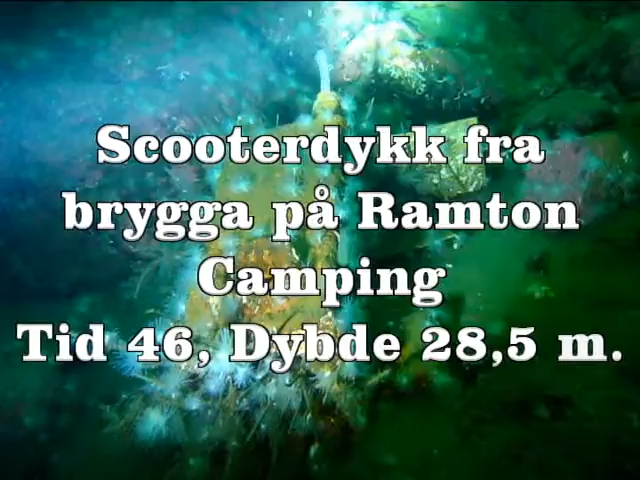 Scooterdykk fra
brygga på Ramton
Camping
Tid 46, Dybde 28,5 m.